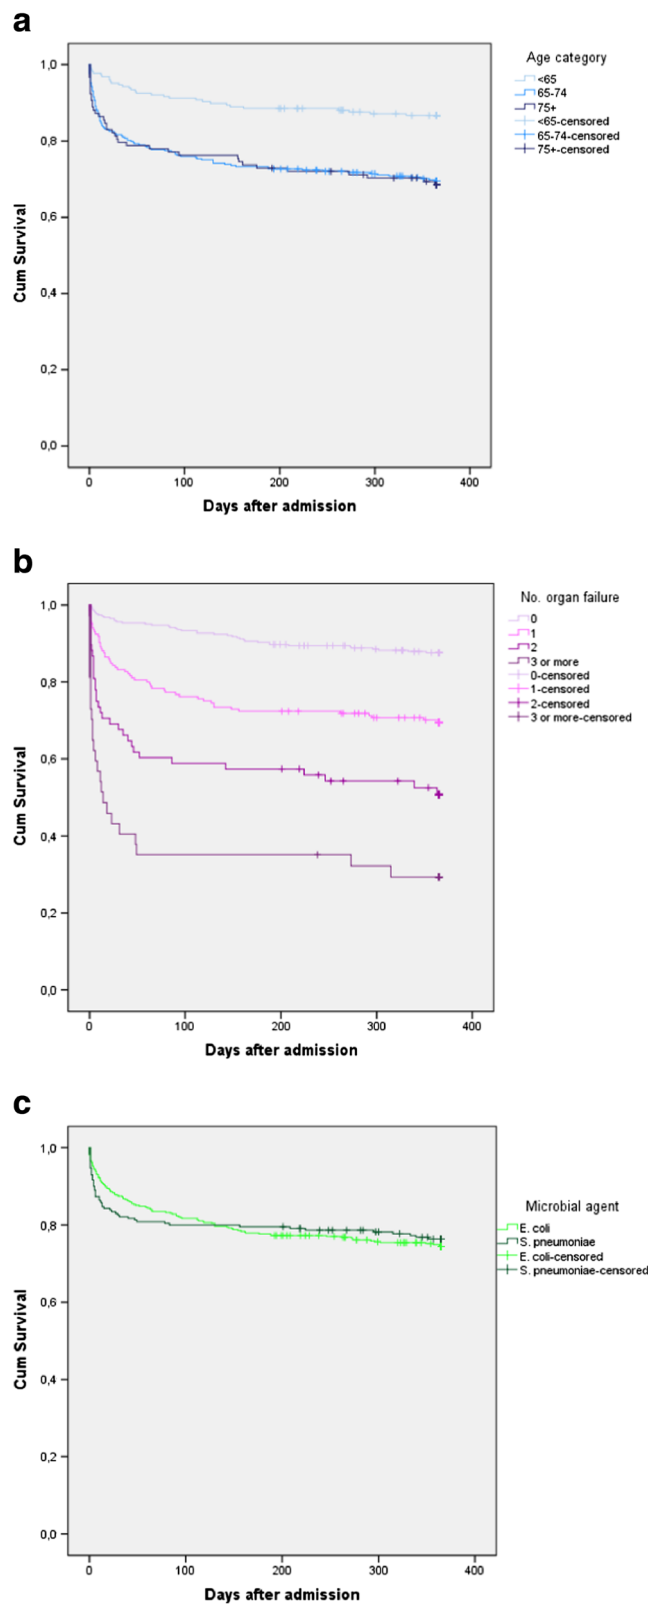 a
Age category
<65
65-74
75+
<65-censored
65-74-censored
75+-censored
1,0
0,8
0,6
0,4
0,2
0,0
Cum Survival
0 100 200 300 400
Days after admission
b
No. organ failure
0
1
2
3 or more
0-censored
1-censored
2-censored
3 or more-censored
1,0
0,8
0,6
0,4
0,2
0,0
Cum Survival
0 100 200 300 400
Days after admission
c
Microbial agent
E. coli
S. pneumoniae
E. coli-censored
S. pneumoniae-censored
1,0
0,8
0,6
0,4
0,2
0,0
Cum Survival
0 100 200 300 400
Days after admission